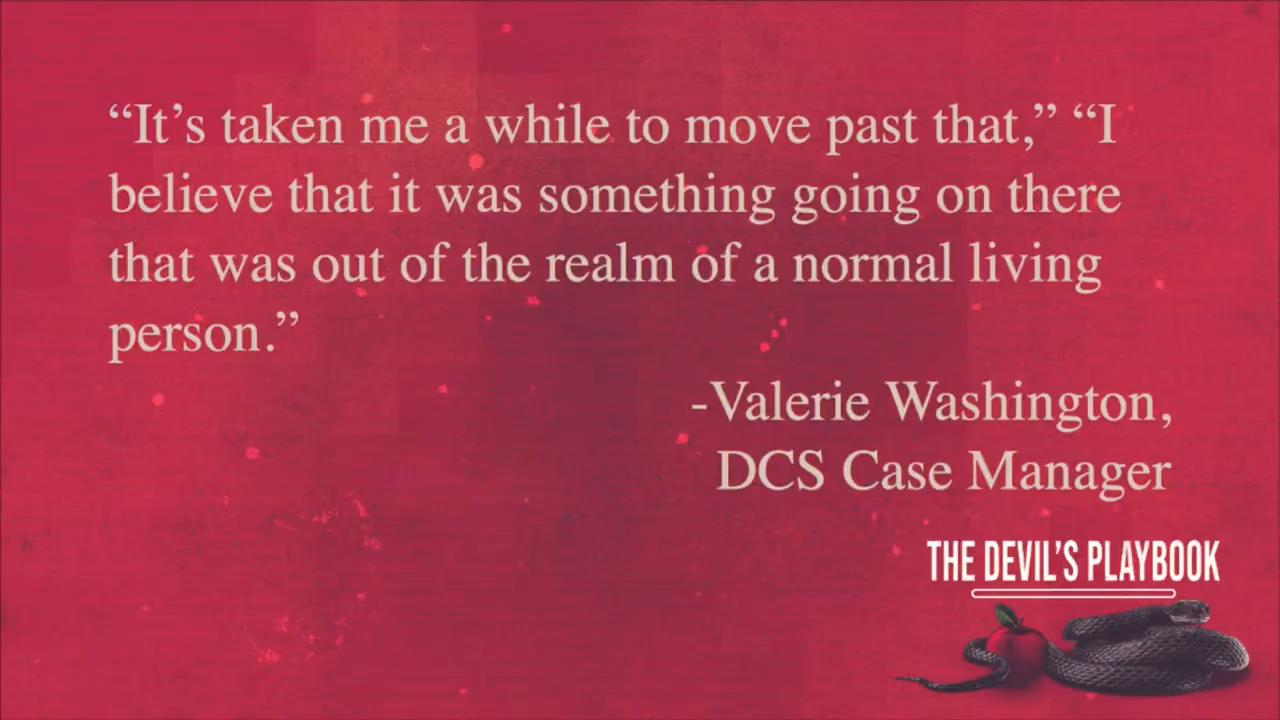 “It’s taken me a while to move past that,” “I
believe that it was something going on there
that was out of the realm of a normal living
person.”
-Valerie Washington,
DCS Case Manager
THE DEVIL’S PLAYBOOK